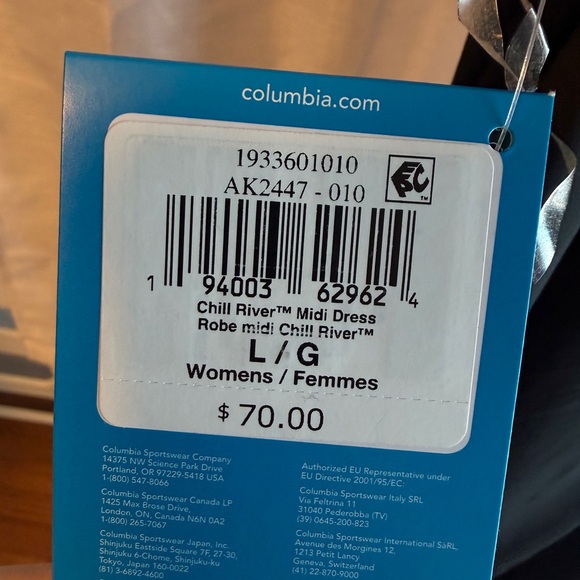 columbia.com
1933601010
AK2447 - 010
EPC™
1 94003 62962 4
Chill River™ Midi Dress
Robe midi Chill River™
L / G
Womens / Femmes
$ 70.00
Columbia Sportswear Company
14375 NW Science Park Drive
Portland, OR 97229-5418 USA
1-(800) 547-8066
Columbia Sportswear Canada LP
1425 Max Brose Drive,
London, ON, Canada N6N 0A2
1-(800) 265-7067
Columbia Sportswear Japan, Inc.
Shinjuku Eastside Square 7F, 27-30,
Shinjuku 6-Chome, Shinjuku-ku
Tokyo, Japan 160-0022
(81) 3-6892-4600
Authorized EU Representative under
EU Directive 2001/95/EC:
Columbia Sportswear Italy SRL
Via Feltrina 11
31040 Pederobba (TV)
(39) 0645-200-823
Columbia Sportswear International SàRL,
Avenue des Morgines 12,
1213 Petit Lancy
Geneva, Switzerland
(41) 22-870-9000